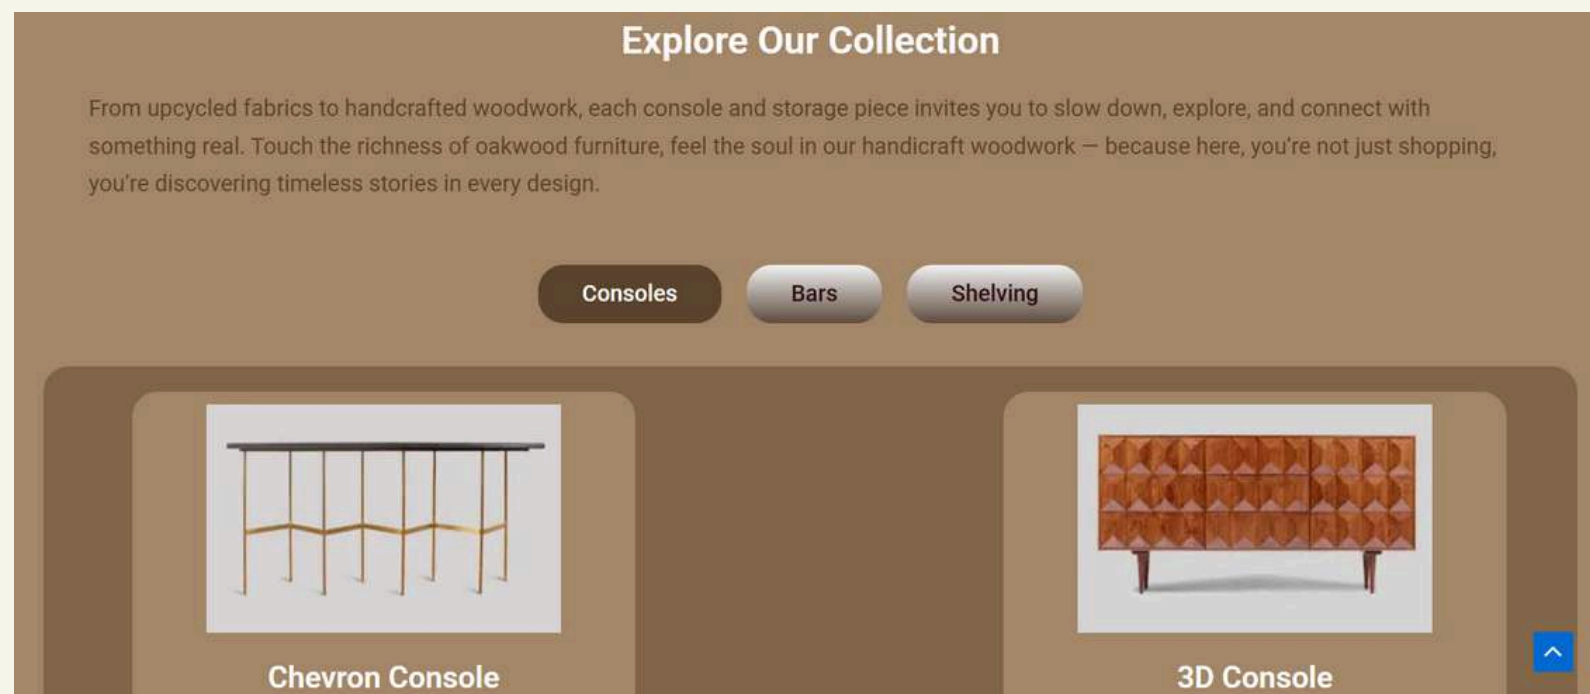 Explore Our Collection
From upcycled fabrics to handcrafted woodwork, each console and storage piece invites you to slow down, explore, and connect with
something real. Touch the richness of oakwood furniture, feel the soul in our handicraft woodwork — because here, you’re not just shopping,
you’re discovering timeless stories in every design.
Consoles
Bars
Shelving
Chevron Console
3D Console